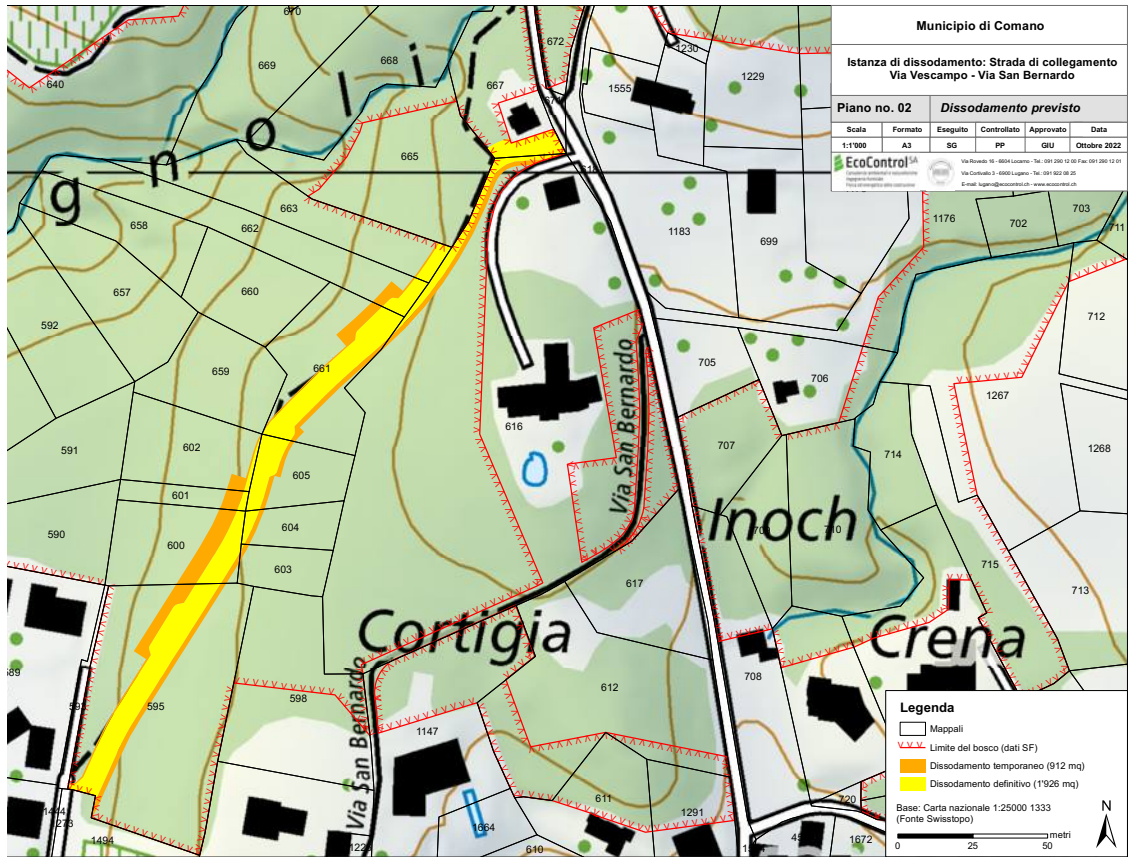 Municipio di Comano
Istanza di dissodamento: Strada di collegamento
Via Vescampo - Via San Bernardo
Piano no. 02 Dissodamento previsto
Scala Formato Eseguito Controllato Approvato Data
1:1'000 A3 SG PP GIU Ottobre 2022
EcoControl SA
Via Rovedo 16 - 6604 Locarno - Tel.: 091 290 12 00 Fax: 091 290 12 01
Via Cortivallo 3 - 6900 Lugano - Tel.: 091 922 08 25
E-mail: lugano@ecocontrol.ch - www.ecocontrol.ch
670
669
668
640
667
672
1230
1555
1229
665
g n o l i
663
662
658
660
657
592
659
661
1183
699
1176
702
703
711
712
705
706
1267
616
Via San Bernardo
707
714
1268
591
602
605
601
604
600
603
590
Inoch
710
715
713
617
Cortigia
Crena
612
708
595
598
Via San Bernardo
1147
611
1291
1664
610
720
1672
1494
Legenda
Mappali
Limite del bosco (dati SF)
Dissodamento temporaneo (912 mq)
Dissodamento definitivo (1'926 mq)
Base: Carta nazionale 1:25000 1333
(Fonte Swisstopo)
N
metri
0 25 50